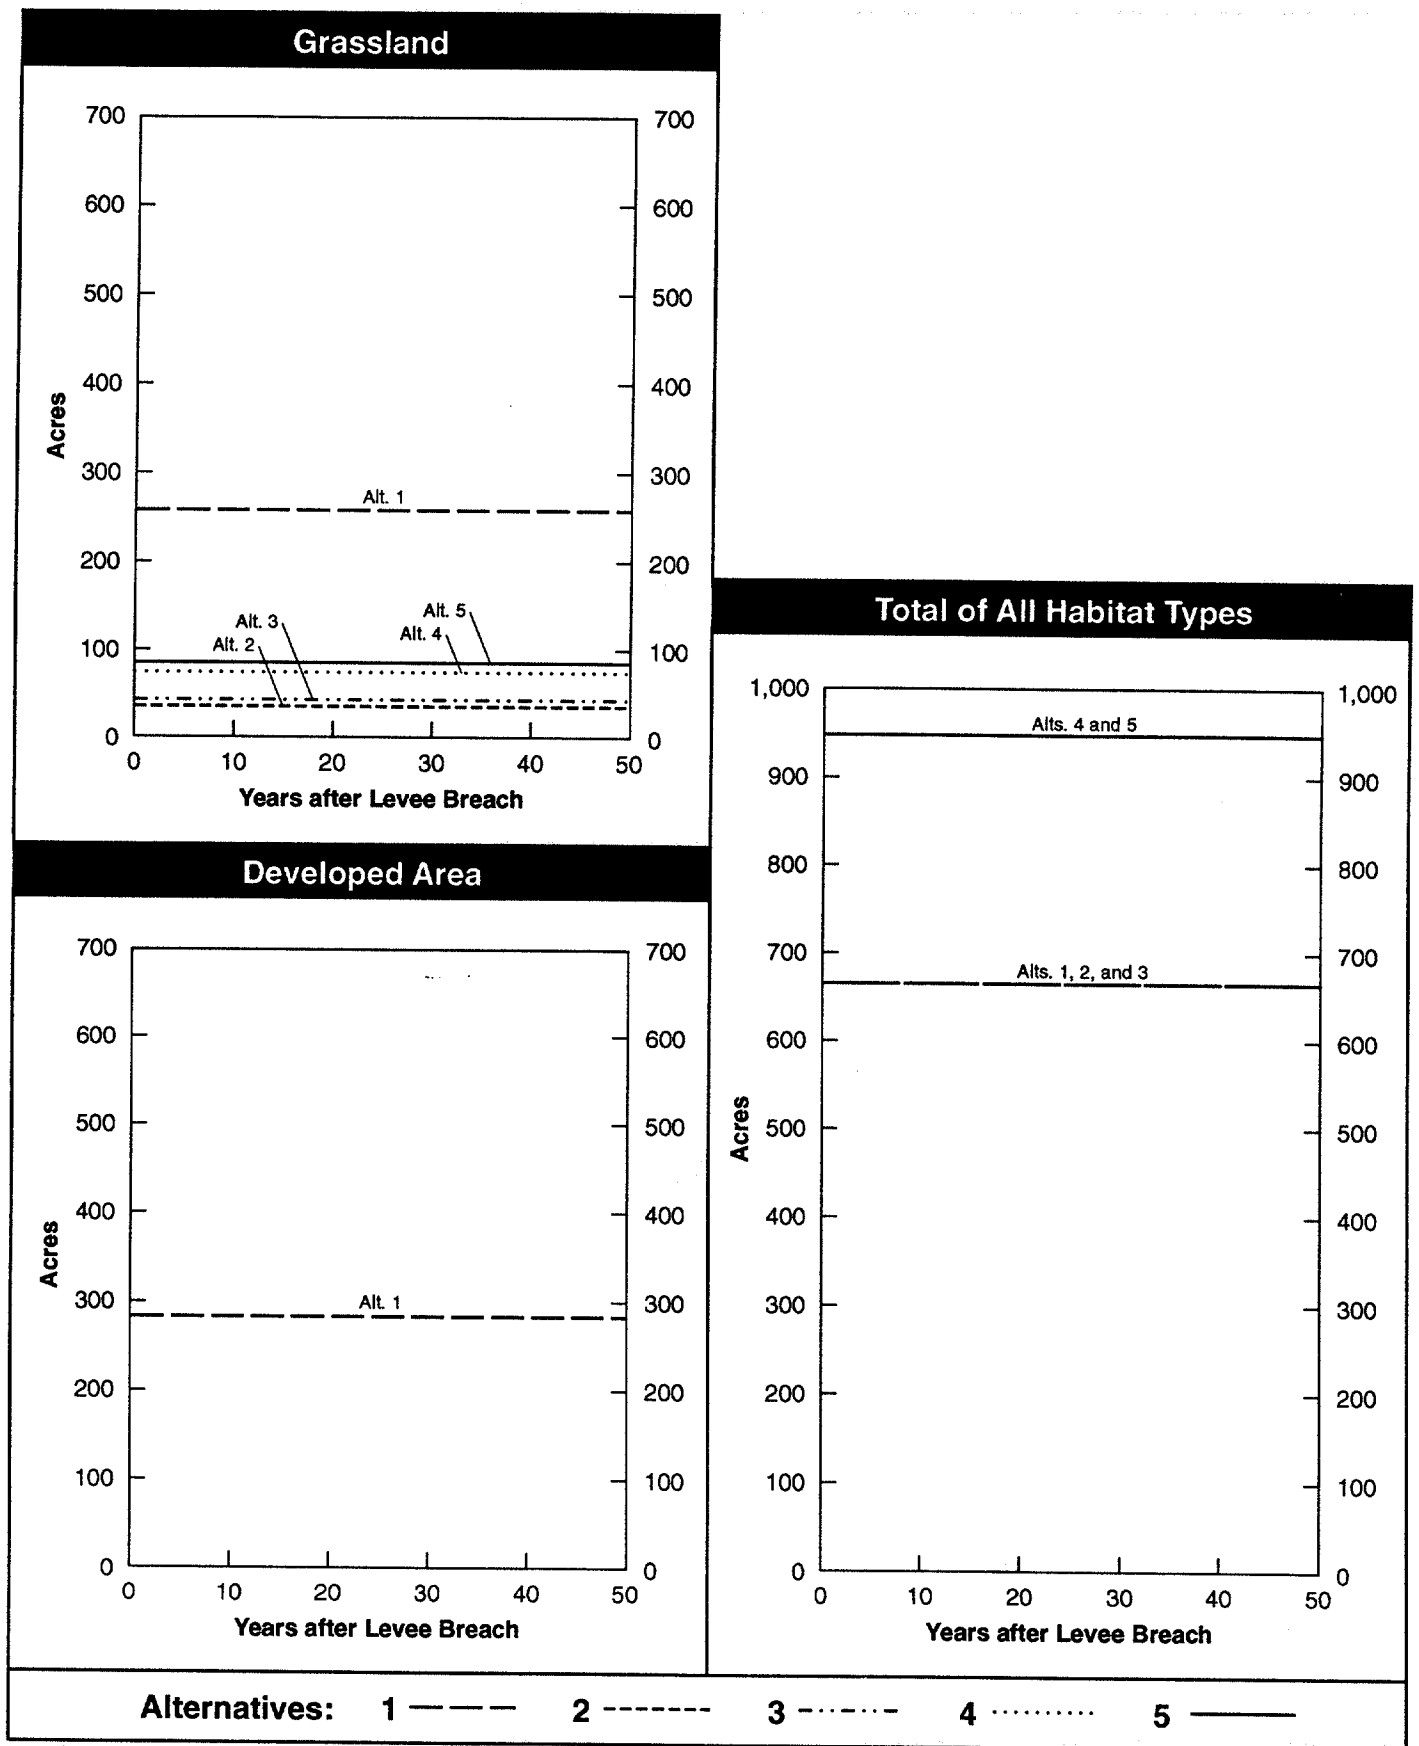 Grassland
700 700
600 600
500 500
400 400
Acres
300 300
Alt. 1
200 200
Alt. 5
Alt. 3
Alt. 4
Alt. 2
100 100
0 0
0 10 20 30 40 50
Years after Levee Breach
Developed Area
700 700
600 600
500 500
400 400
Acres
300 300
Alt. 1
200 200
100 100
0 0
0 10 20 30 40 50
Years after Levee Breach
Total of All Habitat Types
1,000 1,000
Alts. 4 and 5
900 900
800 800
700 700
Alts. 1, 2, and 3
600 600
Acres
500 500
400 400
300 300
200 200
100 100
0 0
0 10 20 30 40 50
Years after Levee Breach
Alternatives: 1 2 3 4 5